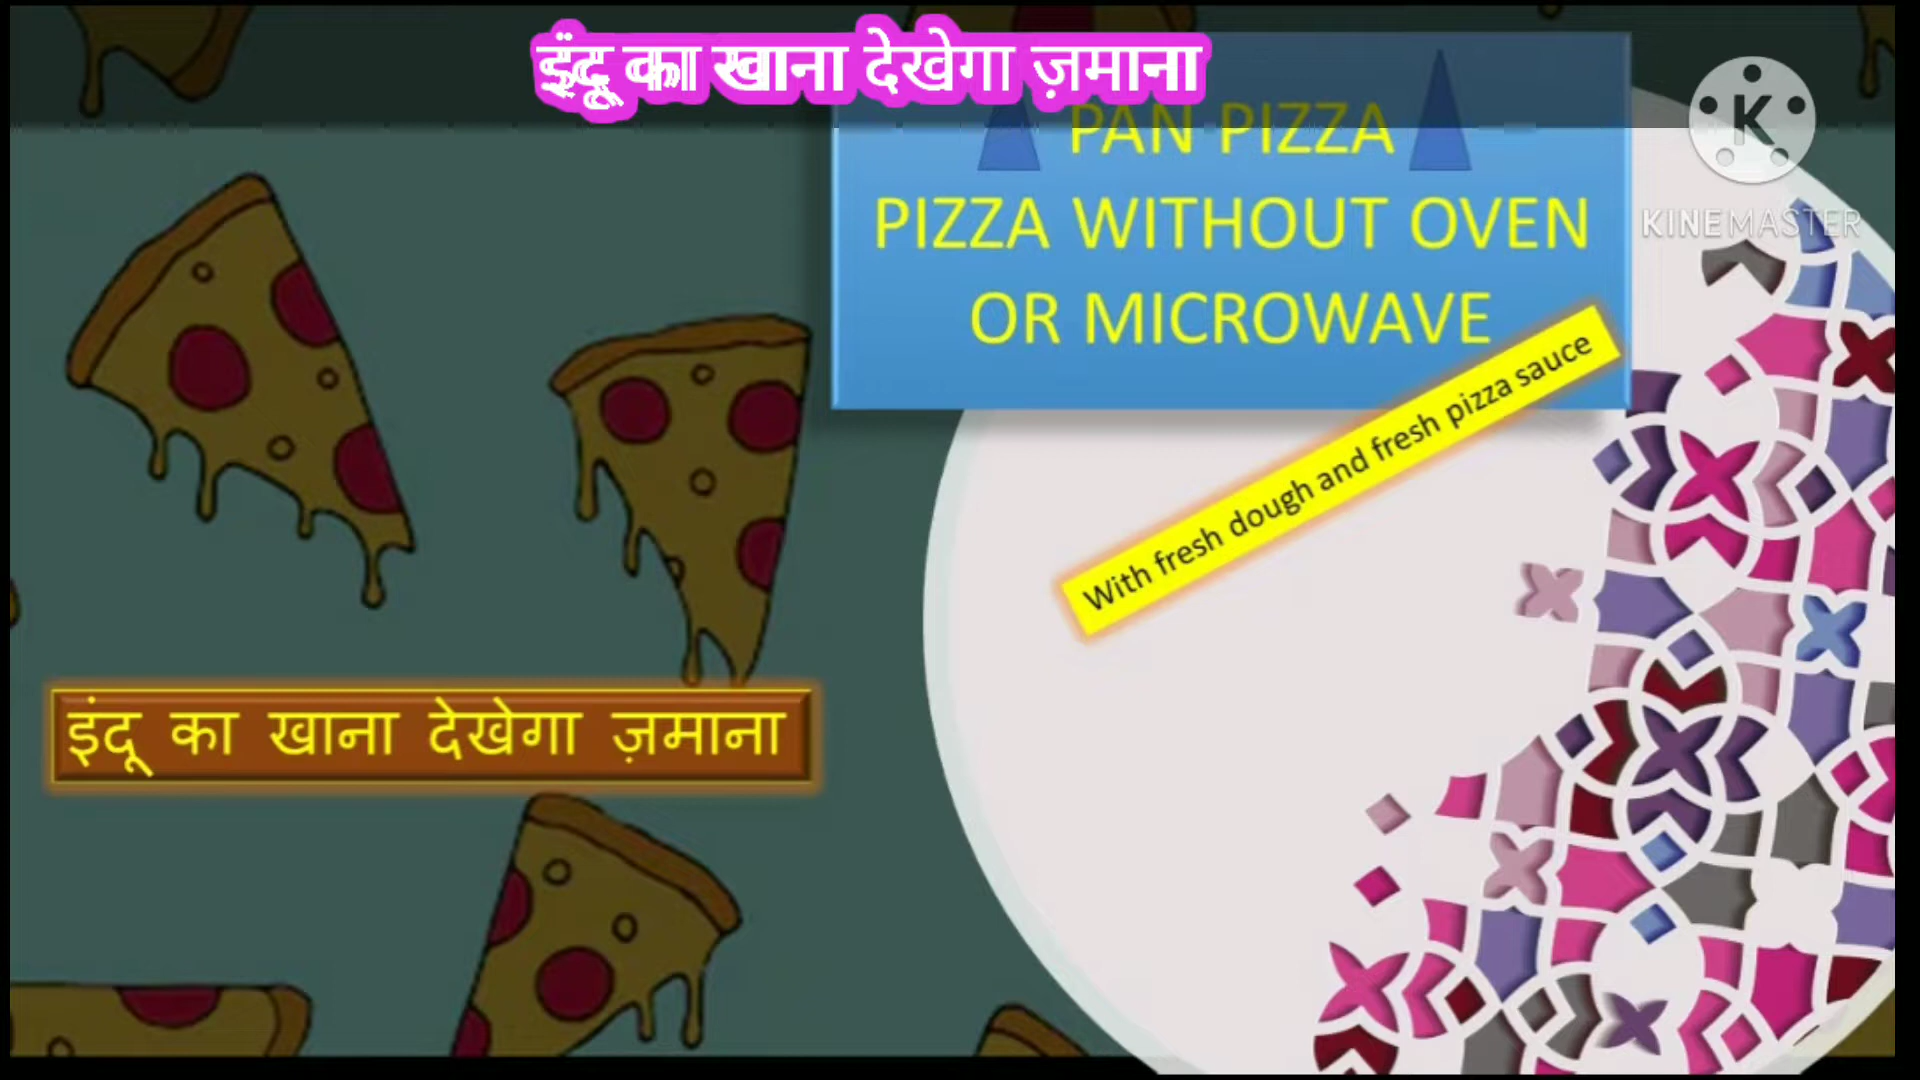 इंदू का खाना देखेगा ज़माना
PAN PIZZA
PIZZA WITHOUT OVEN
OR MICROWAVE
K
KINEMASTER
With fresh dough and fresh pizza sauce
इंदू का खाना देखेगा ज़माना